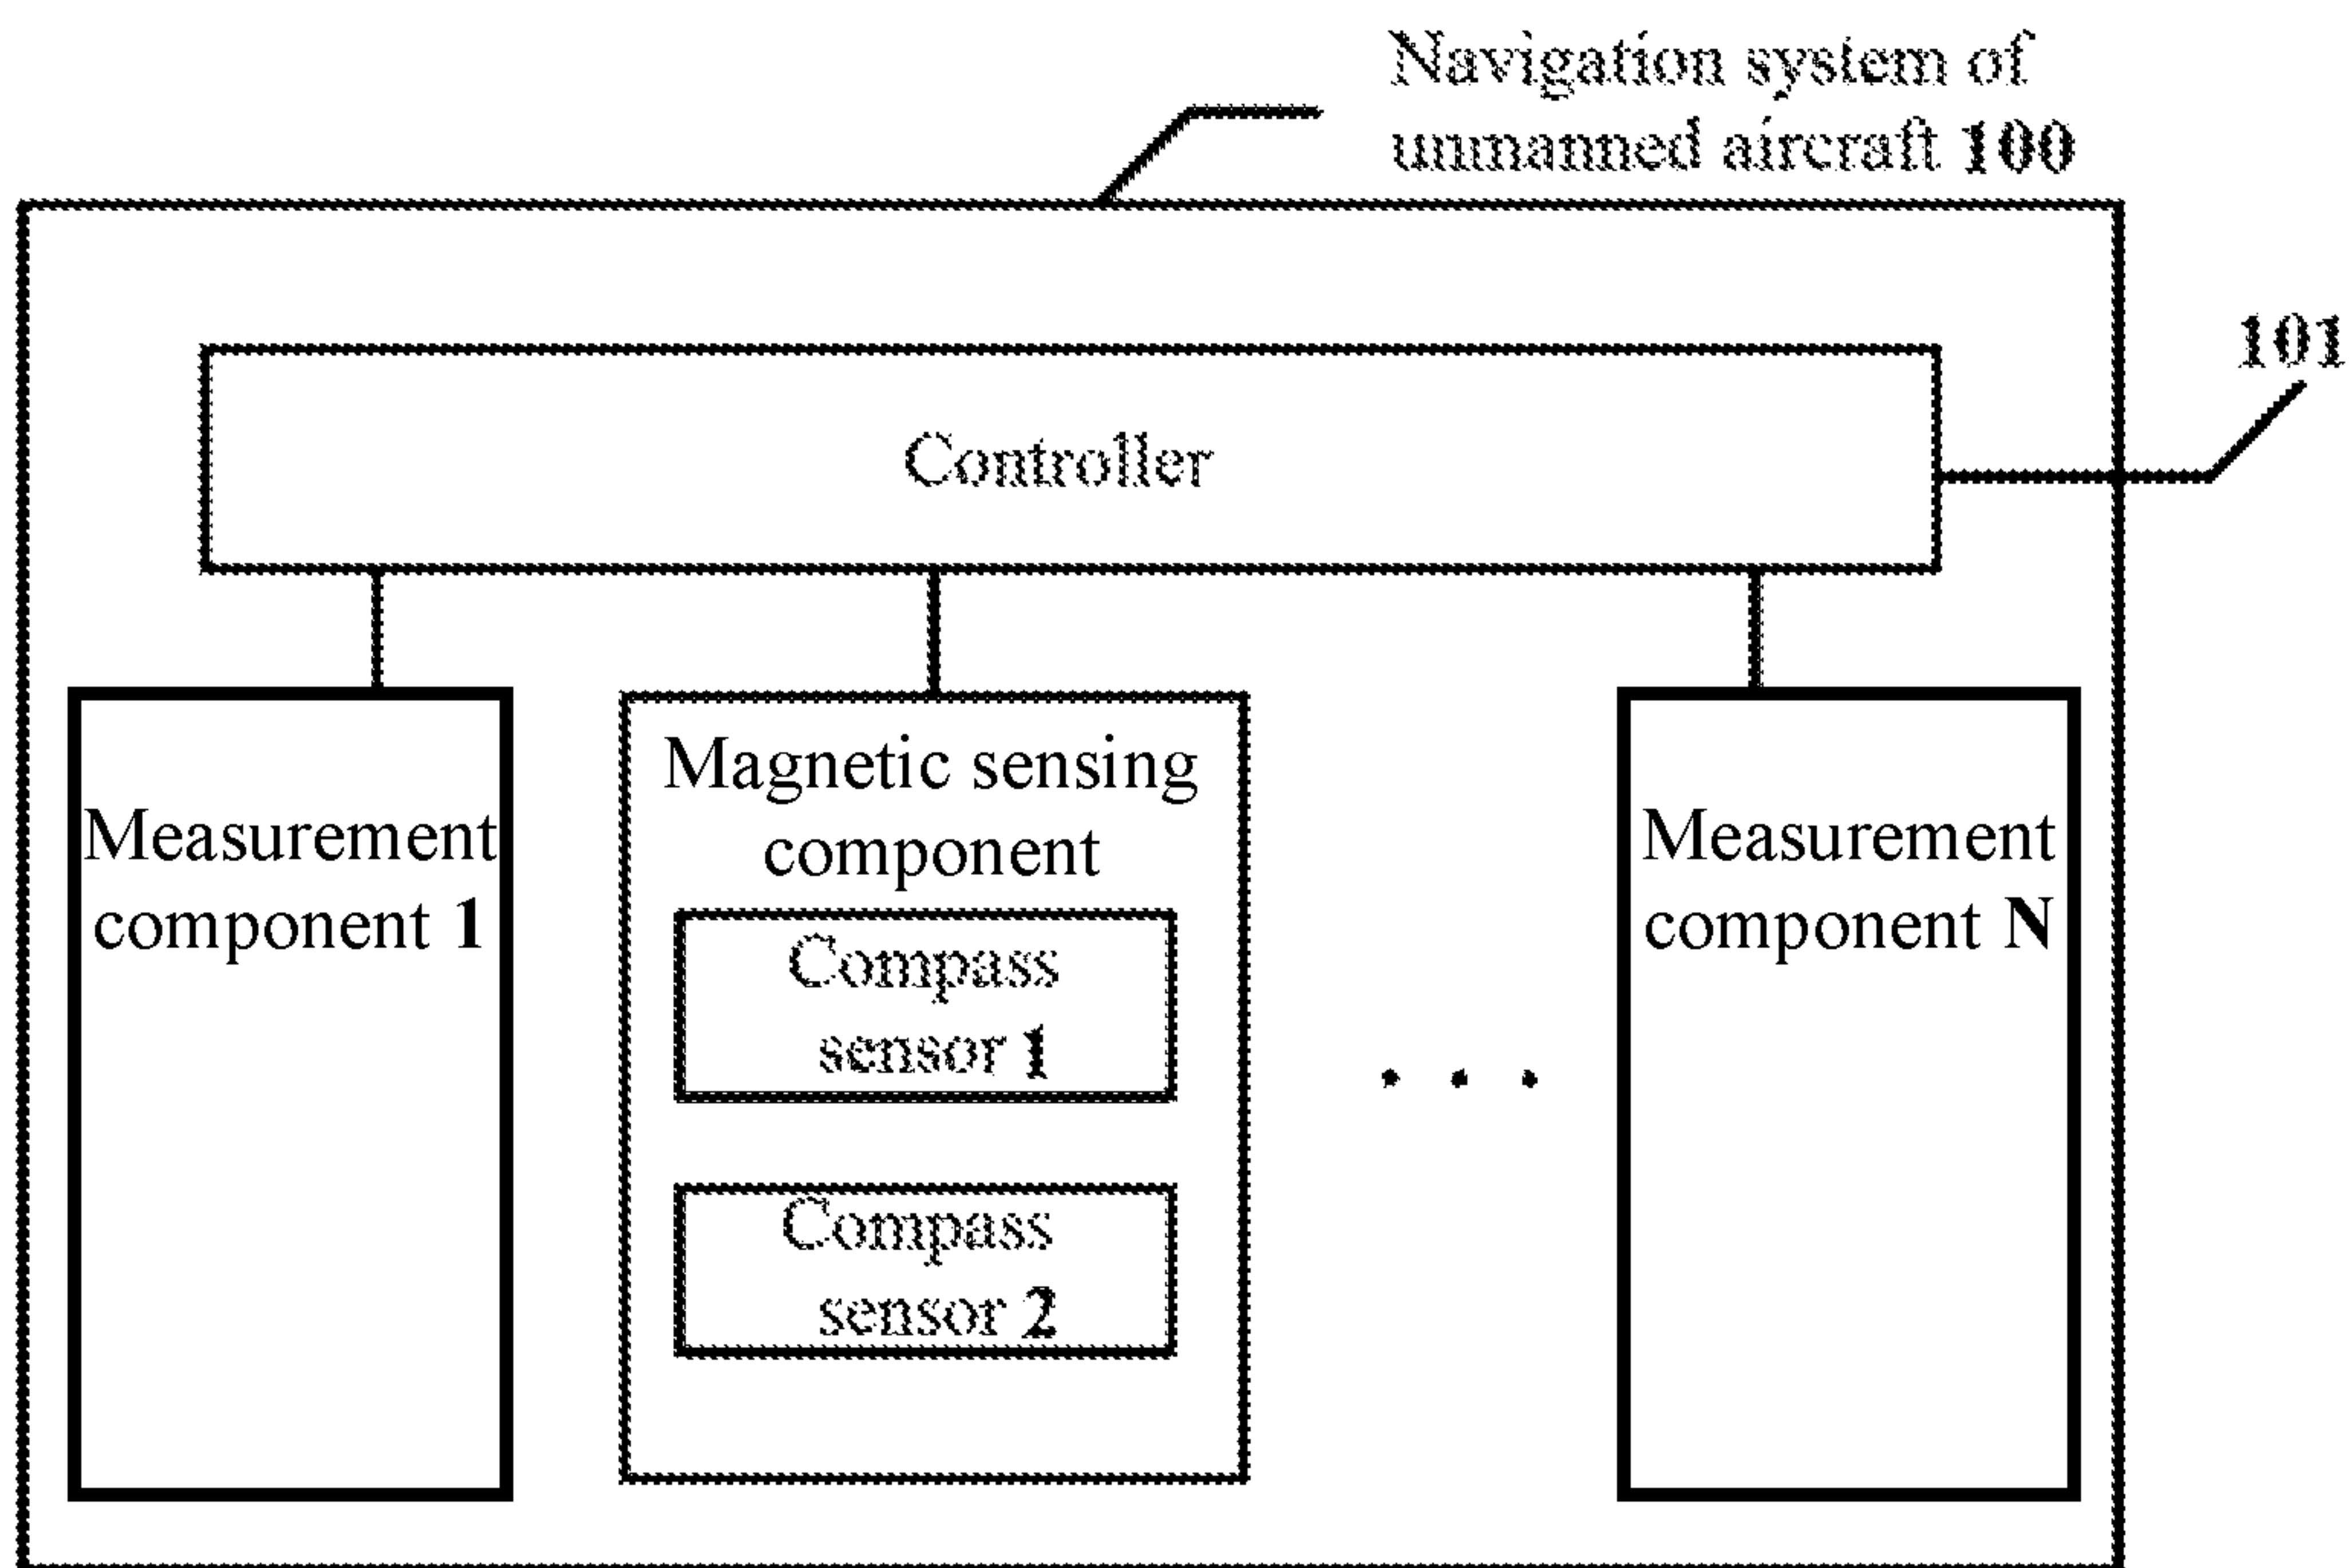 Navigation system of
unmanned aircraft 100
101
Controller
Measurement
component 1
Magnetic sensing
component
Compass
sensor 1
Compass
sensor 2
. . .
Measurement
component N